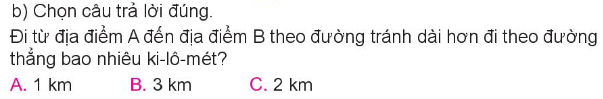 b) Chọn câu trả lời đúng.
Đi từ địa điểm A đến địa điểm B theo đường tránh dài hơn đi theo đường
thẳng bao nhiêu ki-lô-mét?
A. 1 km B. 3 km C. 2 km